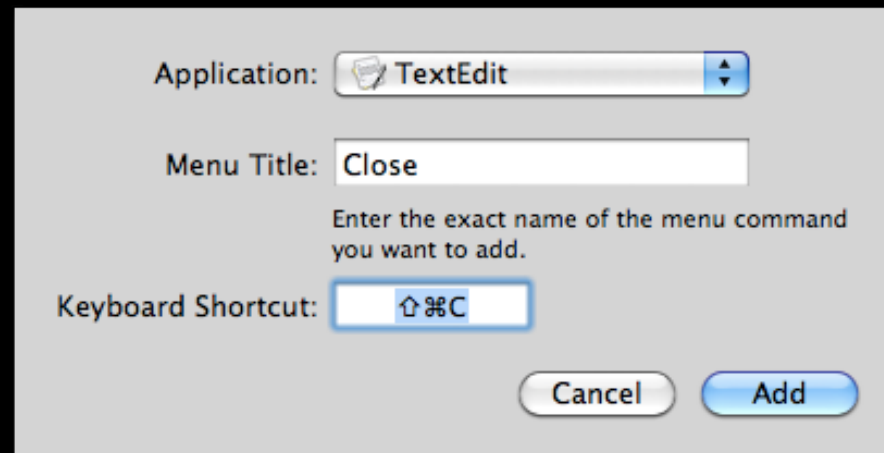 Application: TextEdit
Menu Title: Close
Enter the exact name of the menu command
you want to add.
Keyboard Shortcut: ⇧⌘C
Cancel Add